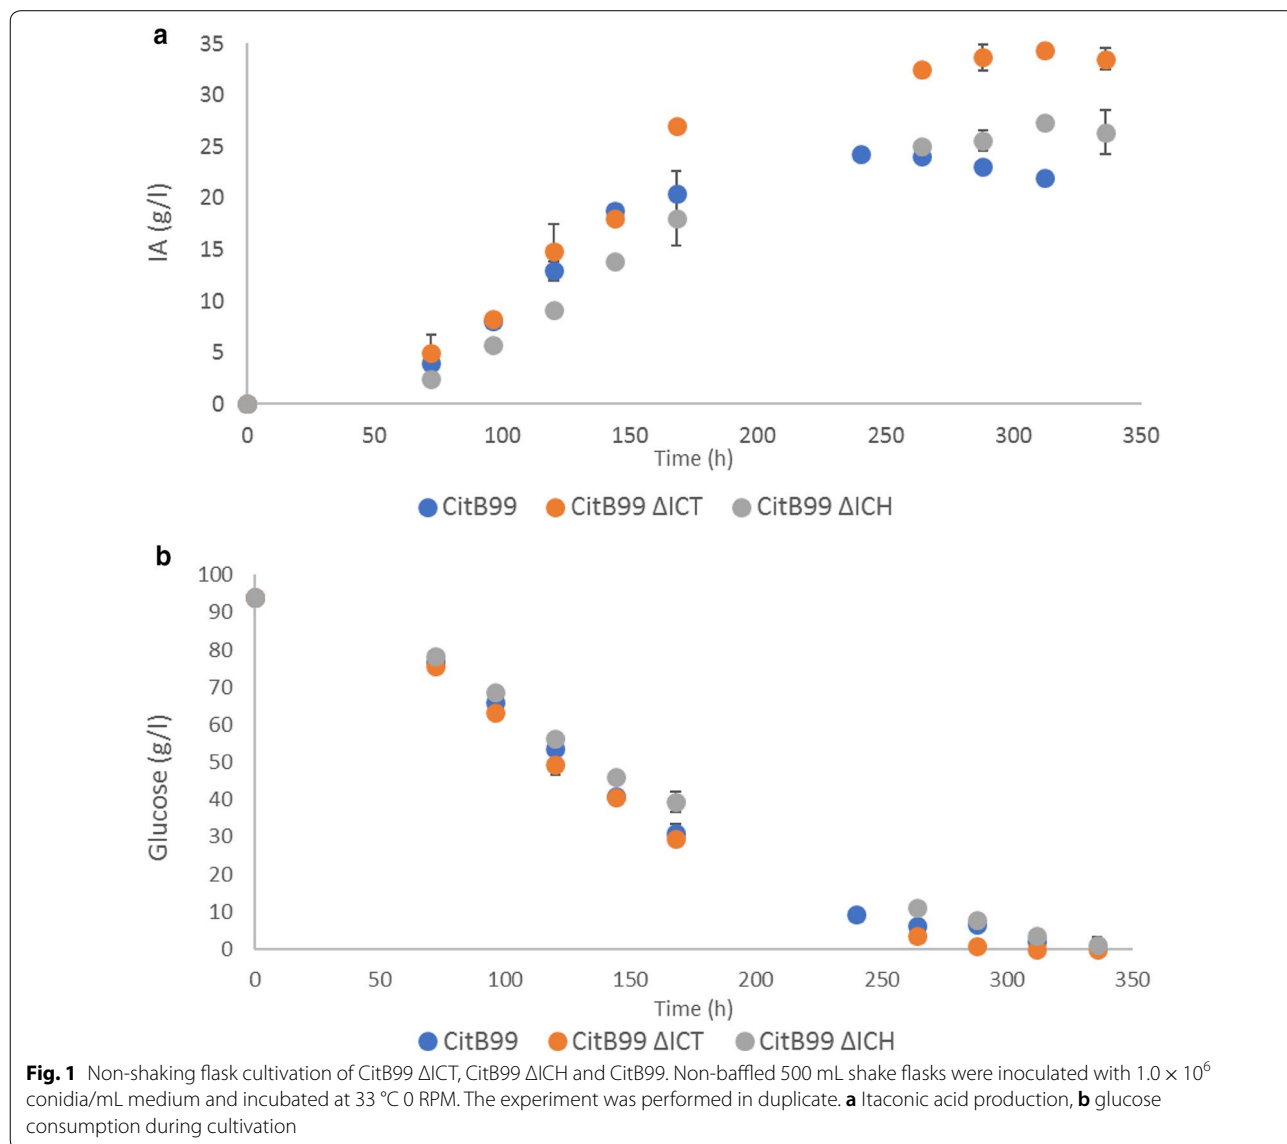 a
35
30
25
20
15
10
5
0
IA (g/l)
0 50 100 150 200 250 300 350
Time (h)
CitB99 CitB99 ΔICT CitB99 ΔICH
b
100
90
80
70
60
50
40
30
20
10
0
Glucose (g/l)
0 50 100 150 200 250 300 350
Time (h)
CitB99 CitB99 ΔICT CitB99 ΔICH
Fig. 1 Non-shaking flask cultivation of CitB99 ΔICT, CitB99 ΔICH and CitB99. Non-baffled 500 mL shake flasks were inoculated with 1.0 × 10⁶
conidia/mL medium and incubated at 33 °C 0 RPM. The experiment was performed in duplicate. a Itaconic acid production, b glucose
consumption during cultivation